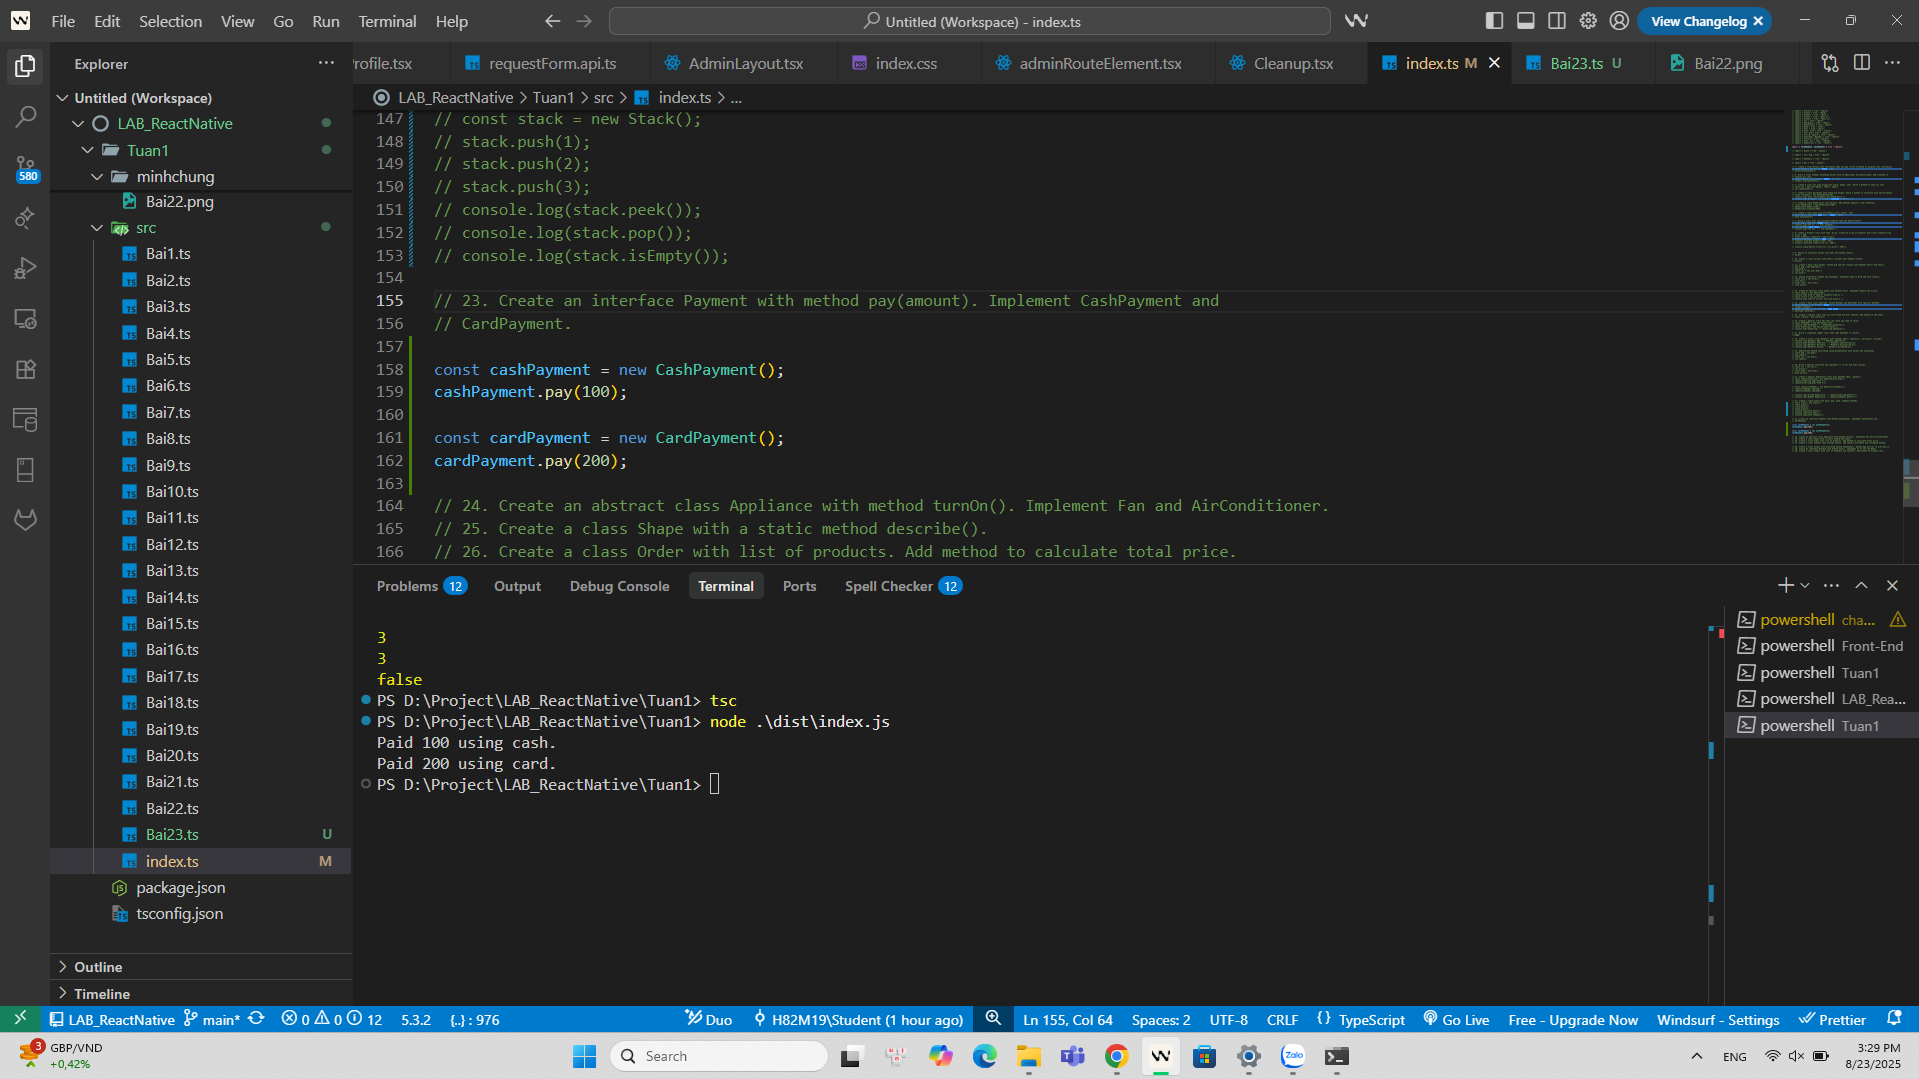 File Edit Selection View Go Run Terminal Help
Untitled (Workspace) - index.ts
View Changelog
Explorer
rofile.tsx
requestForm.api.ts
AdminLayout.tsx
index.css
adminRouteElement.tsx
Cleanup.tsx
index.ts M
Bai23.ts U
Bai22.png
LAB_ReactNative > Tuan1 > src > index.ts > ...
Untitled (Workspace)
LAB_ReactNative
Tuan1
minhchung
Bai22.png
src
Bai1.ts
Bai2.ts
Bai3.ts
Bai4.ts
Bai5.ts
Bai6.ts
Bai7.ts
Bai8.ts
Bai9.ts
Bai10.ts
Bai11.ts
Bai12.ts
Bai13.ts
Bai14.ts
Bai15.ts
Bai16.ts
Bai17.ts
Bai18.ts
Bai19.ts
Bai20.ts
Bai21.ts
Bai22.ts
Bai23.ts U
index.ts M
package.json
tsconfig.json
Outline
Timeline
580
147 // const stack = new Stack();
148 // stack.push(1);
149 // stack.push(2);
150 // stack.push(3);
151 // console.log(stack.peek());
152 // console.log(stack.pop());
153 // console.log(stack.isEmpty());
154
155 // 23. Create an interface Payment with method pay(amount). Implement CashPayment and
156 // CardPayment.
157
158 const cashPayment = new CashPayment();
159 cashPayment.pay(100);
160
161 const cardPayment = new CardPayment();
162 cardPayment.pay(200);
163
164 // 24. Create an abstract class Appliance with method turnOn(). Implement Fan and AirConditioner.
165 // 25. Create a class Shape with a static method describe().
166 // 26. Create a class Order with list of products. Add method to calculate total price.
Problems 12 Output Debug Console Terminal Ports Spell Checker 12
3
3
false
PS D:\Project\LAB_ReactNative\Tuan1> tsc
PS D:\Project\LAB_ReactNative\Tuan1> node .\dist\index.js
Paid 100 using cash.
Paid 200 using card.
PS D:\Project\LAB_ReactNative\Tuan1>
powershell cha...
powershell Front-End
powershell Tuan1
powershell LAB_Rea...
powershell Tuan1
LAB_ReactNative main* 0 0 12 5.3.2 {..} : 976
Duo H82M19\Student (1 hour ago) Ln 155, Col 64 Spaces: 2 UTF-8 CRLF {} TypeScript Go Live Free - Upgrade Now Windsurf - Settings Prettier
3
GBP/VND
+0,42%
Search
Zalo
ENG
3:29 PM
8/23/2025